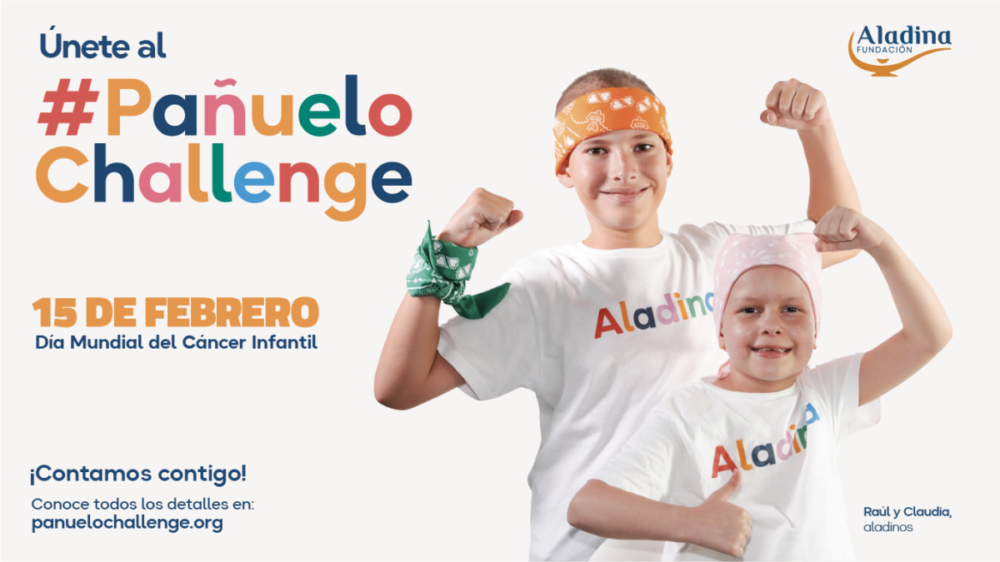 Únete al
#Pañuelo
Challenge
15 DE FEBRERO
Día Mundial del Cáncer Infantil
¡Contamos contigo!
Conoce todos los detalles en:
panuelochallenge.org
Aladina
FUNDACIÓN
Aladina
Aladina
Raúl y Claudia,
aladinos